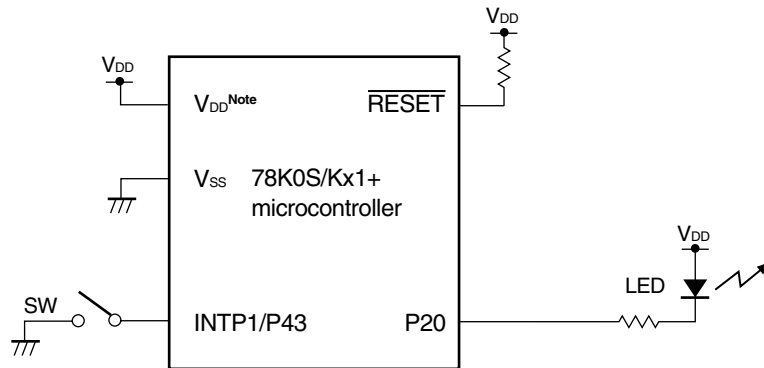 VDD
VDD
VDDNote
RESET
VSS
78K0S/Kx1+
microcontroller
VDD
LED
SW
INTP1/P43
P20